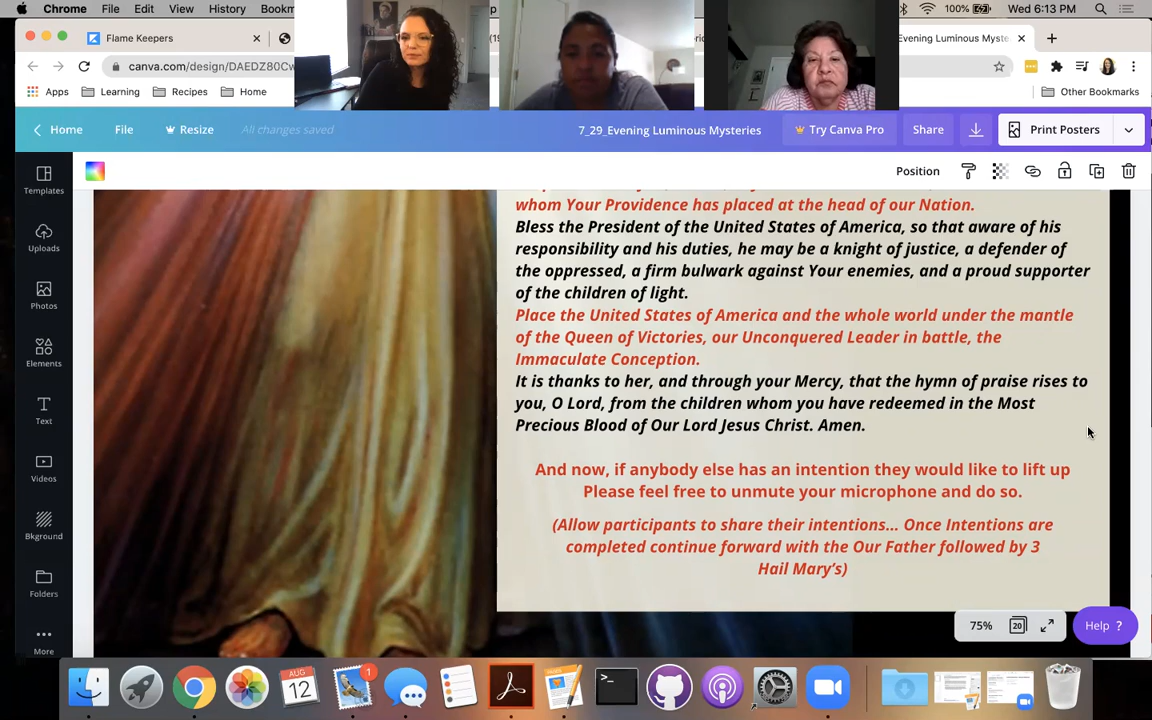 Chrome File Edit View History Bookm p 100% Wed 6:13 PM
Flame Keepers
Evening Luminous Myste
canva.com/design/DAEDZ80Cw
Apps Learning Recipes Home Other Bookmarks
Home File Resize All changes saved 7_29_Evening Luminous Mysteries Try Canva Pro Share Print Posters
Position
Templates
Uploads
Photos
Elements
Text
Videos
Bkground
Folders
More
whom Your Providence has placed at the head of our Nation.
Bless the President of the United States of America, so that aware of his
responsibility and his duties, he may be a knight of justice, a defender of
the oppressed, a firm bulwark against Your enemies, and a proud supporter
of the children of light.
Place the United States of America and the whole world under the mantle
of the Queen of Victories, our Unconquered Leader in battle, the
Immaculate Conception.
It is thanks to her, and through your Mercy, that the hymn of praise rises to
you, O Lord, from the children whom you have redeemed in the Most
Precious Blood of Our Lord Jesus Christ. Amen.
And now, if anybody else has an intention they would like to lift up
Please feel free to unmute your microphone and do so.
(Allow participants to share their intentions... Once Intentions are
completed continue forward with the Our Father followed by 3
Hail Mary's)
75% 20 Help ?
AUG
12
1